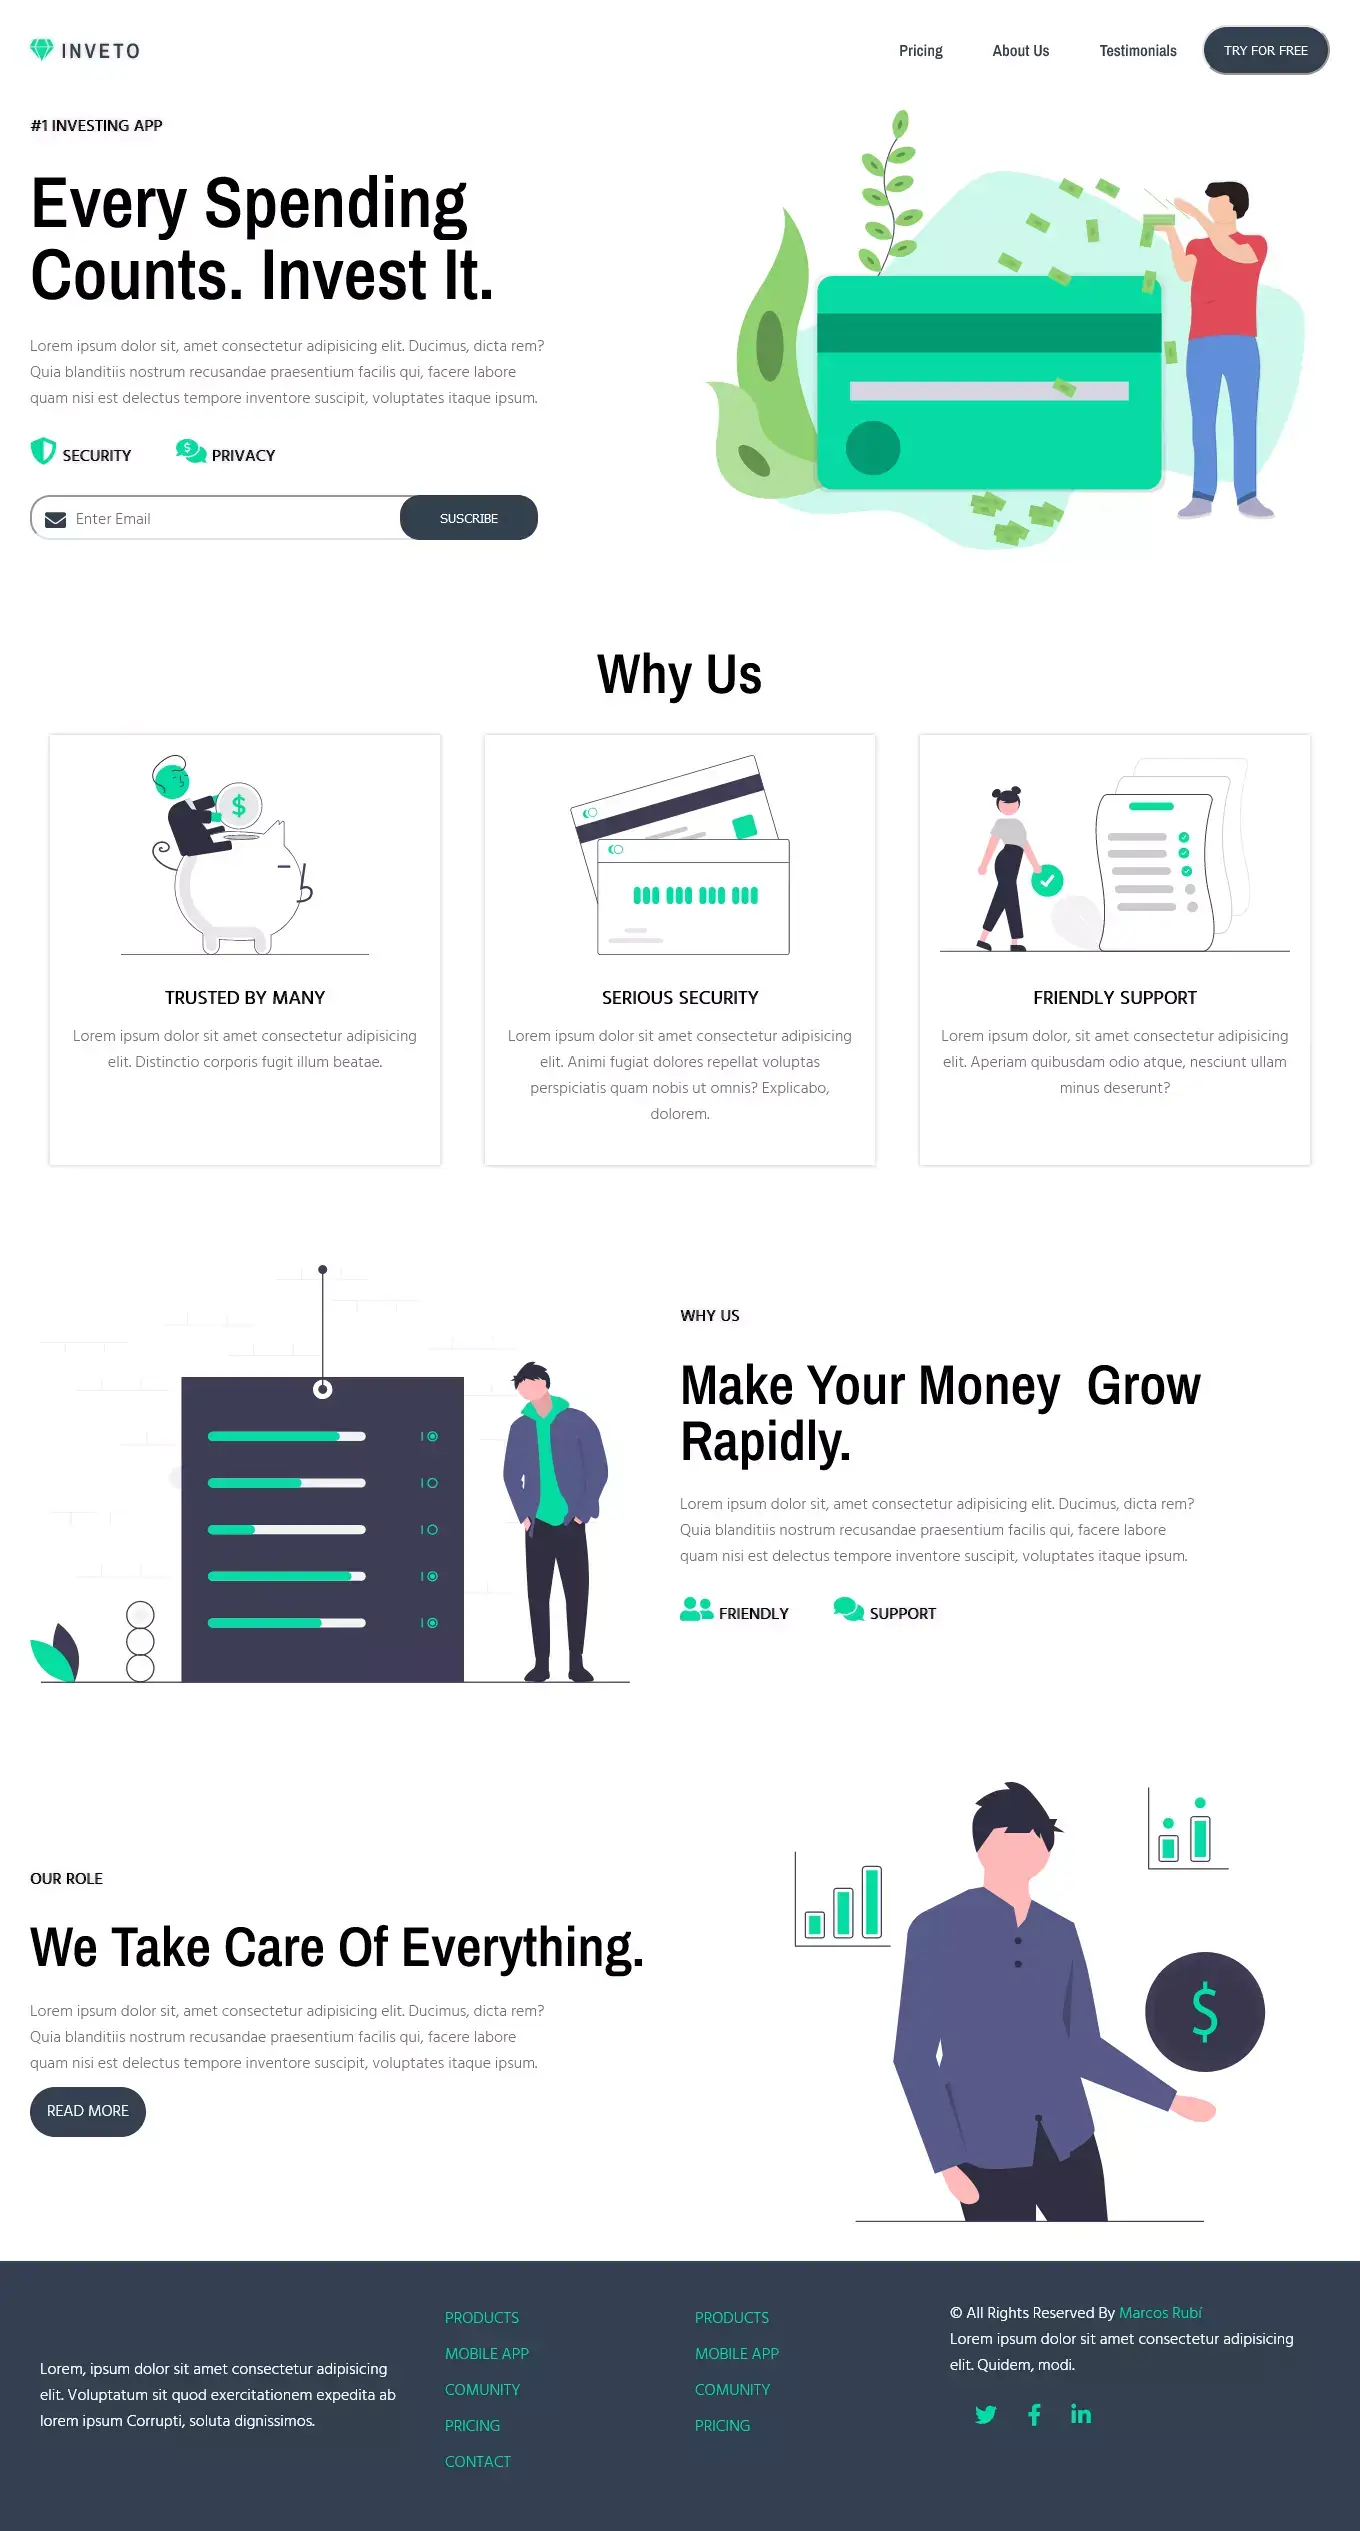 INVETO
Pricing
About Us
Testimonials
TRY FOR FREE
#1 INVESTING APP
Every Spending
Counts. Invest It.
Lorem ipsum dolor sit, amet consectetur adipisicing elit. Ducimus, dicta rem?
Quia blanditiis nostrum recusandae praesentium facilis qui, facere labore
quam nisi est delectus tempore inventore suscipit, voluptates itaque ipsum.
$
SECURITY
PRIVACY
Enter Email
SUSCRIBE
Why Us
$
TRUSTED BY MANY
Lorem ipsum dolor sit amet consectetur adipisicing
elit. Distinctio corporis fugit illum beatae.
SERIOUS SECURITY
Lorem ipsum dolor sit amet consectetur adipisicing
elit. Animi fugiat dolores repellat voluptas
perspiciatis quam nobis ut omnis? Explicabo,
dolorem.
FRIENDLY SUPPORT
Lorem ipsum dolor, sit amet consectetur adipisicing
elit. Aperiam quibusdam odio atque, nesciunt ullam
minus deserunt?
WHY US
Make Your Money  Grow
Rapidly.
Lorem ipsum dolor sit, amet consectetur adipisicing elit. Ducimus, dicta rem?
Quia blanditiis nostrum recusandae praesentium facilis qui, facere labore
quam nisi est delectus tempore inventore suscipit, voluptates itaque ipsum.
FRIENDLY
SUPPORT
OUR ROLE
We Take Care Of Everything.
Lorem ipsum dolor sit, amet consectetur adipisicing elit. Ducimus, dicta rem?
Quia blanditiis nostrum recusandae praesentium facilis qui, facere labore
quam nisi est delectus tempore inventore suscipit, voluptates itaque ipsum.
READ MORE
$
Lorem, ipsum dolor sit amet consectetur adipisicing
elit. Voluptatum sit quod exercitationem expedita ab
lorem ipsum Corrupti, soluta dignissimos.
PRODUCTS
MOBILE APP
COMUNITY
PRICING
CONTACT
PRODUCTS
MOBILE APP
COMUNITY
PRICING
© All Rights Reserved By Marcos Rubí
Lorem ipsum dolor sit amet consectetur adipisicing
elit. Quidem, modi.